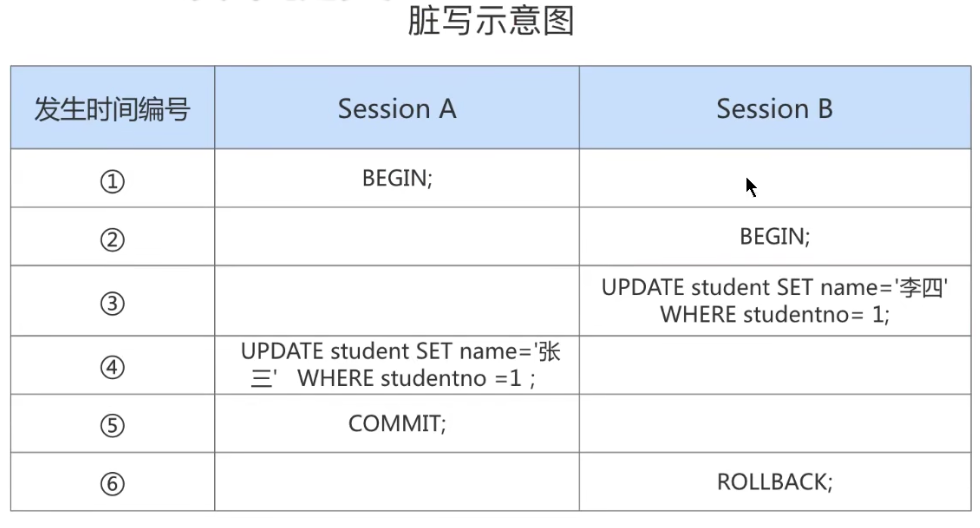 脏写示意图
发生时间编号 Session A Session B
① BEGIN;
② BEGIN;
③ UPDATE student SET name='李四'
WHERE studentno= 1;
④ UPDATE student SET name='张
三' WHERE studentno =1 ;
⑤ COMMIT;
⑥ ROLLBACK;